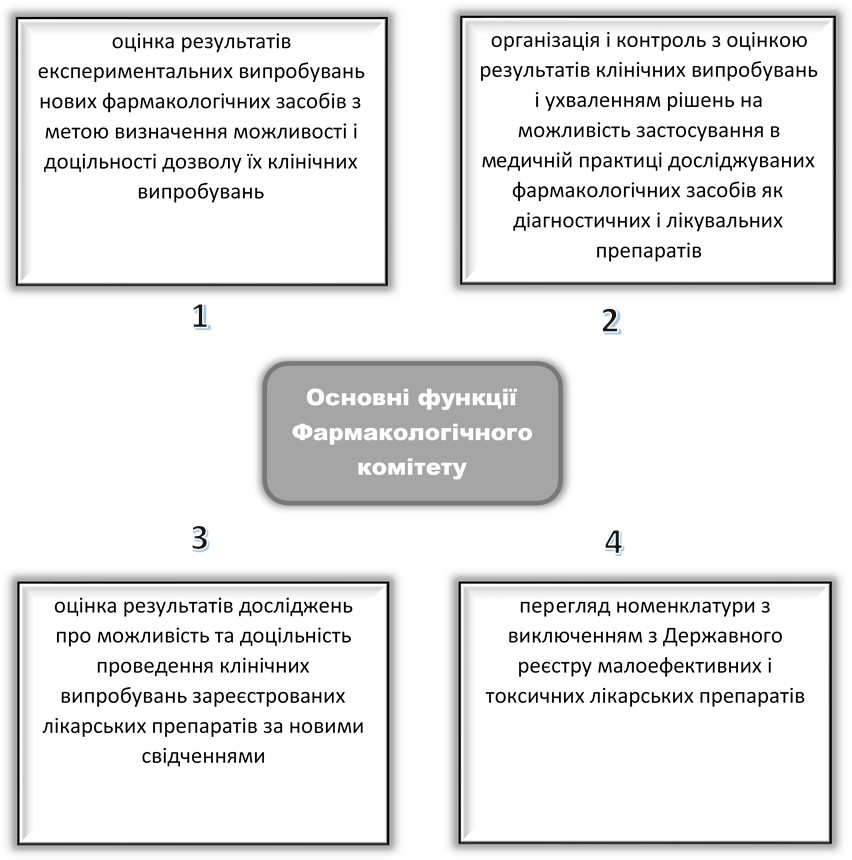 оцінка результатів
експериментальних випробувань
нових фармакологічних засобів з
метою визначення можливості і
доцільності дозволу їх клінічних
випробувань
1
організація і контроль з оцінкою
результатів клінічних випробувань
і ухваленням рішень на
можливість застосування в
медичній практиці досліджуваних
фармакологічних засобів як
діагностичних і лікувальних
препаратів
2
Основні функції
Фармакологічного
комітету
3
оцінка результатів досліджень
про можливість та доцільність
проведення клінічних
випробувань зареєстрованих
лікарських препаратів за новими
свідченнями
4
перегляд номенклатури з
виключенням з Державного
реєстру малоефективних і
токсичних лікарських препаратів